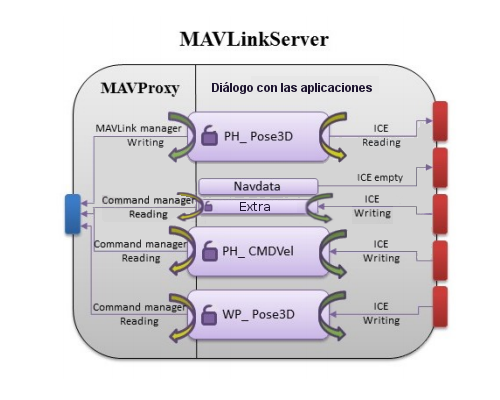 MAVLinkServer
MAVProxy
Diálogo con las aplicaciones
MAVLink manager
Writing
PH_ Pose3D
ICE
Reading
Navdata
ICE empty
Command manager
Reading
Extra
ICE
Writing
Command manager
Reading
PH_ CMDVel
ICE
Writing
Command manager
Reading
WP_ Pose3D
ICE
Writing